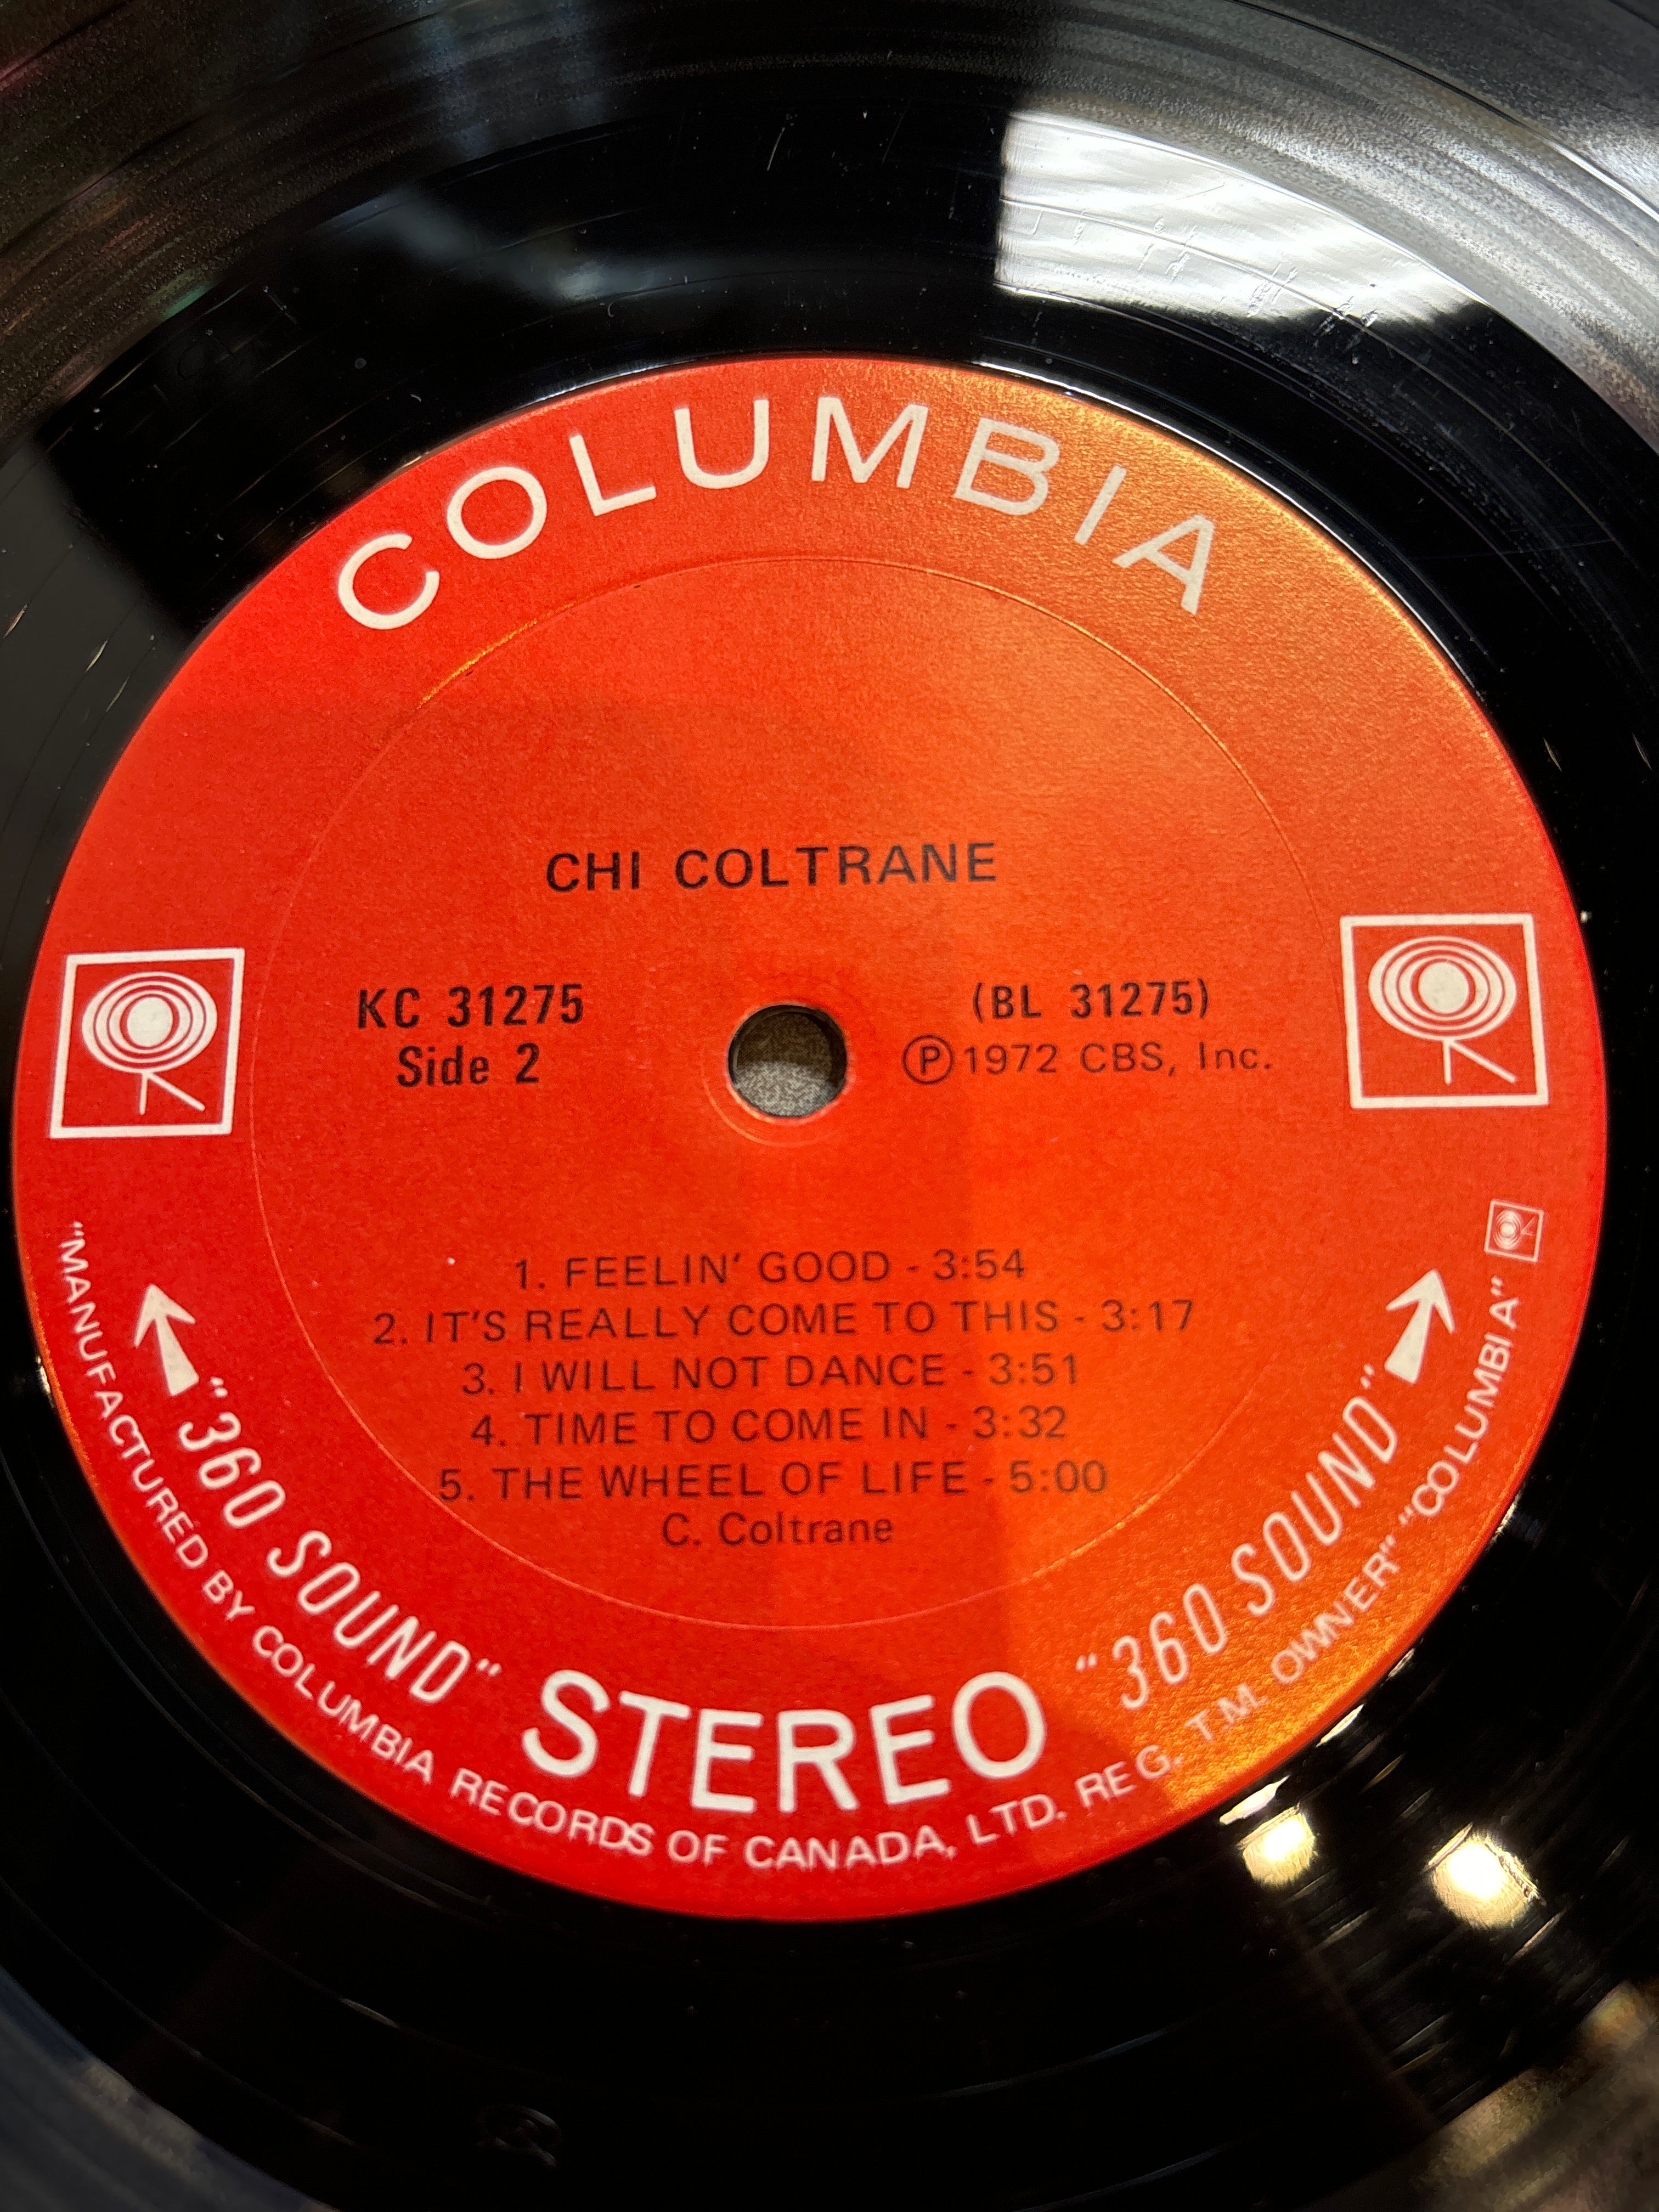 COLUMBIA
CHI COLTRANE
KC 31275
Side 2
(BL 31275)
Ⓟ1972 CBS, Inc.
1. FEELIN' GOOD - 3:54
2. IT'S REALLY COME TO THIS - 3:17
3. I WILL NOT DANCE - 3:51
4. TIME TO COME IN - 3:32
5. THE WHEEL OF LIFE - 5:00
C. Coltrane
"360 SOUND" STEREO "360 SOUND"
"MANUFACTURED BY COLUMBIA RECORDS OF CANADA, LTD. REG. T.M. OWNER" "COLUMBIA"